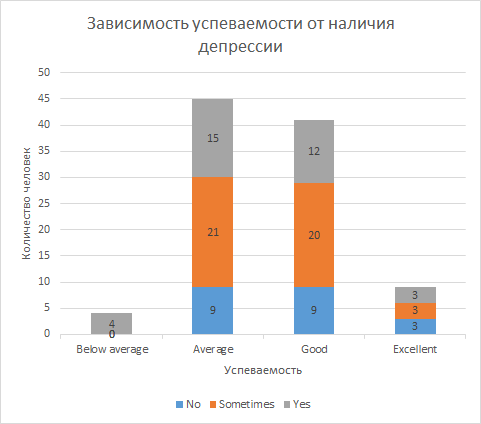 Зависимость успеваемости от наличия
депрессии
Количество человек
50
45
40
35
30
25
20
15
10
5
0
4
0
15
21
9
12
20
9
3
3
3
Below average
Average
Good
Excellent
Успеваемость
No
Sometimes
Yes